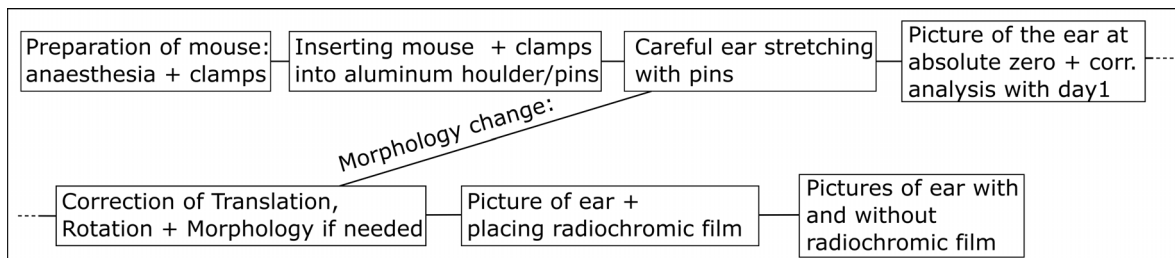 Preparation of mouse:
anaesthesia + clamps
Inserting mouse + clamps
into aluminum houlder/pins
Careful ear stretching
with pins
Picture of the ear at
absolute zero + corr.
analysis with day1
Morphology change:
Correction of Translation,
Rotation + Morphology if needed
Picture of ear +
placing radiochromic film
Pictures of ear with
and without
radiochromic film